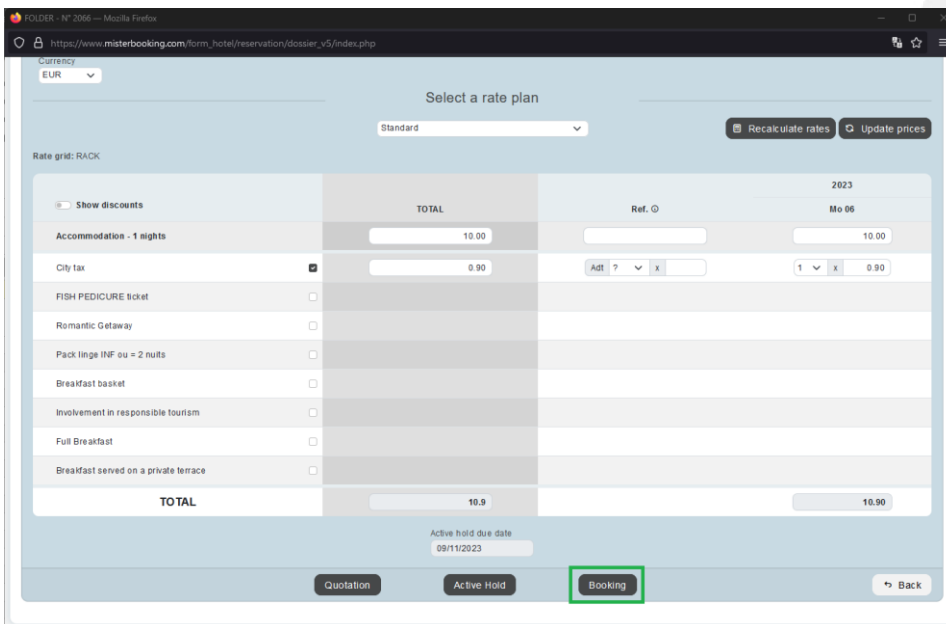 FOLDER - N° 2066 — Mozilla Firefox
https://www.misterbooking.com/form_hotel/reservation/dossier_v5/index.php
Currency
EUR
Select a rate plan
Standard
Recalculate rates
Update prices
Rate grid: RACK
2023
Show discounts TOTAL Ref. Mo 06
Accommodation - 1 nights 10.00 10.00
City tax 0.90 Adt ? x 1 x 0.90
FISH PEDICURE ticket
Romantic Getaway
Pack linge INF ou = 2 nuits
Breakfast basket
Involvement in responsible tourism
Full Breakfast
Breakfast served on a private terrace
TOTAL 10.9 10.90
Active hold due date
09/11/2023
Quotation Active Hold Booking Back